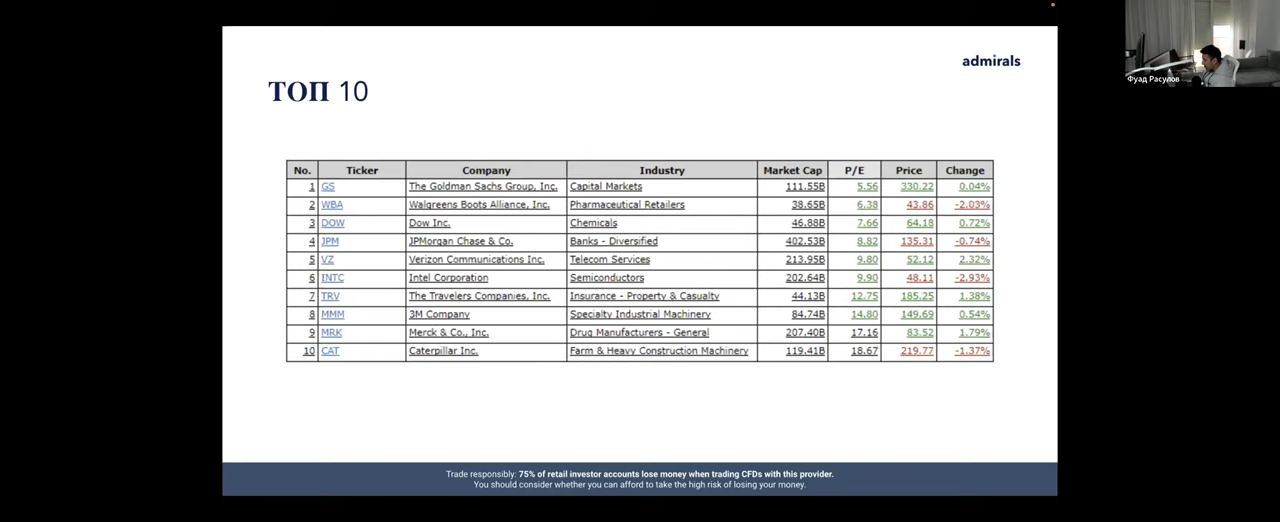 admirals
Фуад Расулов
ТОП 10
No. Ticker Company Industry Market Cap P/E Price Change
1 GS The Goldman Sachs Group, Inc. Capital Markets 111.55B 5.56 330.22 0.04%
2 WBA Walgreens Boots Alliance, Inc. Pharmaceutical Retailers 38.65B 6.38 43.86 -2.03%
3 DOW Dow Inc. Chemicals 46.88B 7.66 64.18 0.72%
4 JPM JPMorgan Chase & Co. Banks - Diversified 402.53B 8.82 135.31 -0.74%
5 VZ Verizon Communications Inc. Telecom Services 213.95B 9.80 52.12 2.32%
6 INTC Intel Corporation Semiconductors 202.64B 9.90 48.11 -2.93%
7 TRV The Travelers Companies, Inc. Insurance - Property & Casualty 44.13B 12.75 185.25 1.38%
8 MMM 3M Company Specialty Industrial Machinery 84.74B 14.80 149.69 0.54%
9 MRK Merck & Co., Inc. Drug Manufacturers - General 207.40B 17.16 83.52 1.79%
10 CAT Caterpillar Inc. Farm & Heavy Construction Machinery 119.41B 18.67 219.77 -1.37%
Trade responsibly: 75% of retail investor accounts lose money when trading CFDs with this provider.
You should consider whether you can afford to take the high risk of losing your money.